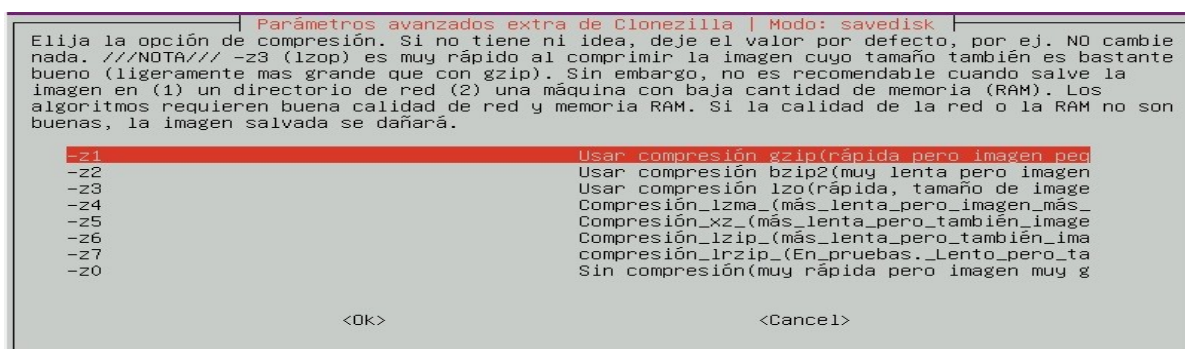 Parámetros avanzados extra de Clonezilla | Modo: savedisk
Elija la opción de compresión. Si no tiene ni idea, deje el valor por defecto, por ej. NO cambie
nada. ///NOTA/// -z3 (lzop) es muy rápido al comprimir la imagen cuyo tamaño también es bastante
bueno (ligeramente mas grande que con gzip). Sin embargo, no es recomendable cuando salve la
imagen en (1) un directorio de red (2) una máquina con baja cantidad de memoria (RAM). Los
algoritmos requieren buena calidad de red y memoria RAM. Si la calidad de la red o la RAM no son
buenas, la imagen salvada se dañará.
-z1 Usar compresión gzip(rápida pero imagen peq
-z2 Usar compresión bzip2(muy lenta pero imagen
-z3 Usar compresión lzo(rápida, tamaño de image
-z4 Compresión_lzma_(más_lenta_pero_imagen_más_
-z5 Compresión_xz_(más_lenta_pero_también_image
-z6 Compresión_lzip_(más_lenta_pero_también_ima
-z7 compresión_lrzip_(En_pruebas._Lento_pero_ta
-z0 Sin compresión(muy rápida pero imagen muy g
<Ok> <Cancel>